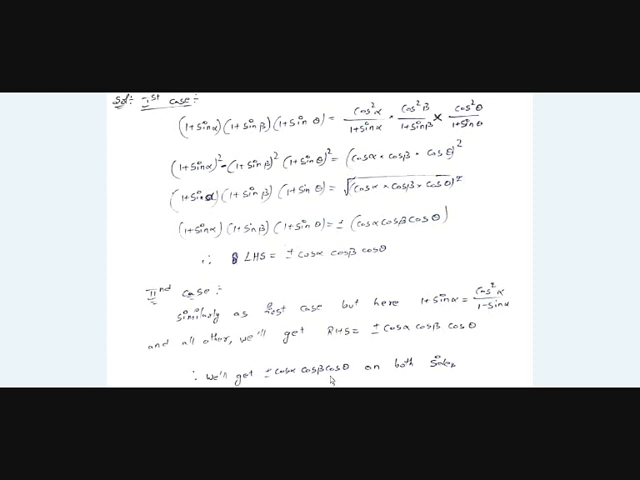 Sol:- Ist case:-
(1+sinα)(1+sinβ)(1+sinθ) = cos²α/1+sinα × cos²β/1+sinβ × cos²θ/1+sinθ
(1+sinα)² · (1+sinβ)² (1+sinθ)² = (cosα × cosβ × cosθ)²
(1+sinα)(1+sinβ)(1+sinθ) = √(cosα × cosβ × cosθ)²
(1+sinα)(1+sinβ)(1+sinθ) = ± (cosα cosβ cosθ)
∴ LHS = ± cosα cosβ cosθ
IInd case:-
Similarly as first case but here 1+sinα = cos²α/1-sinα
and all other, we'll get RHS = ± cosα cosβ cosθ
∴ we'll get ± cosα cosβ cosθ on both sides